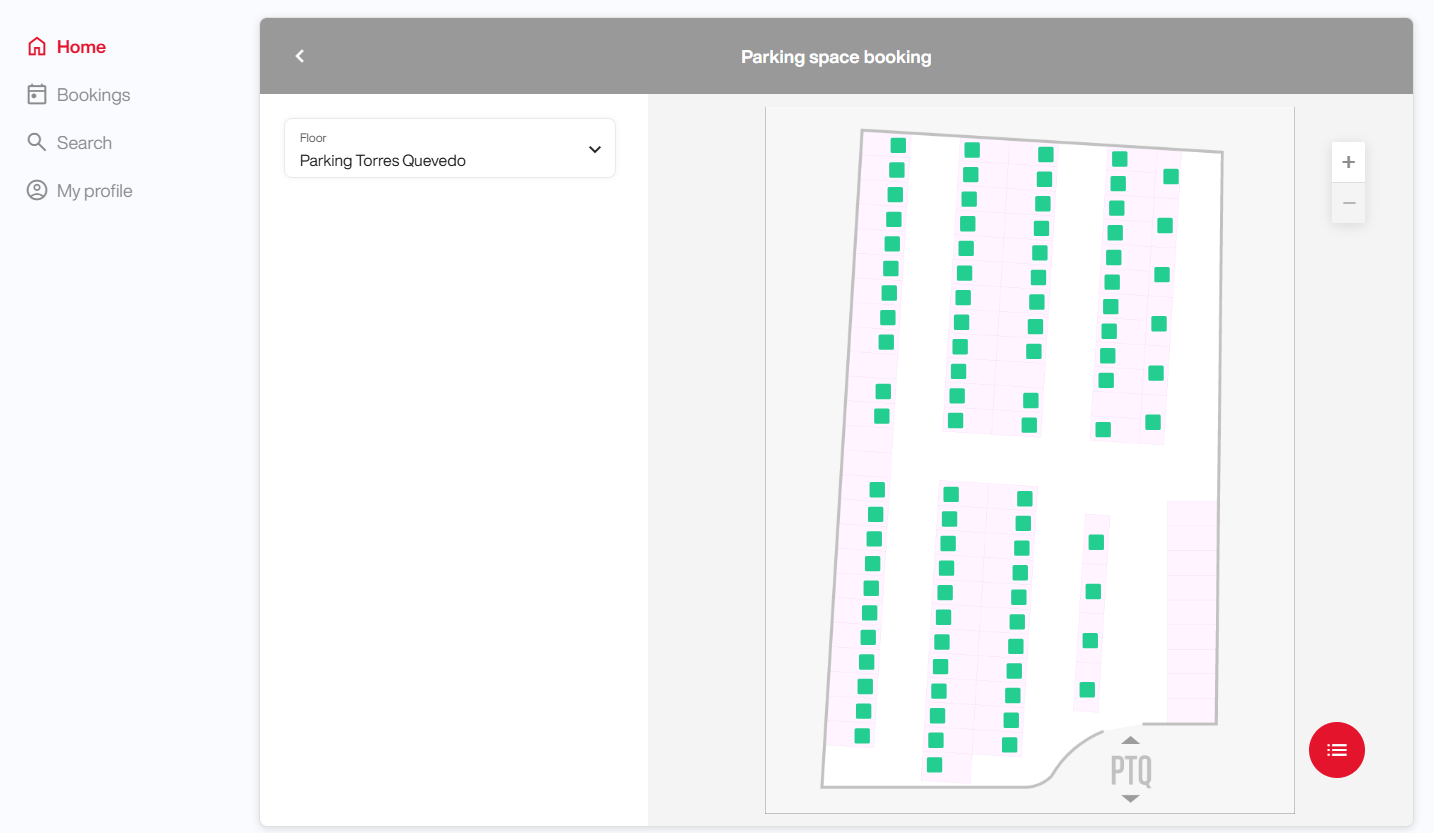 Home
Bookings
Search
My profile
Parking space booking
Floor
Parking Torres Quevedo
PTQ